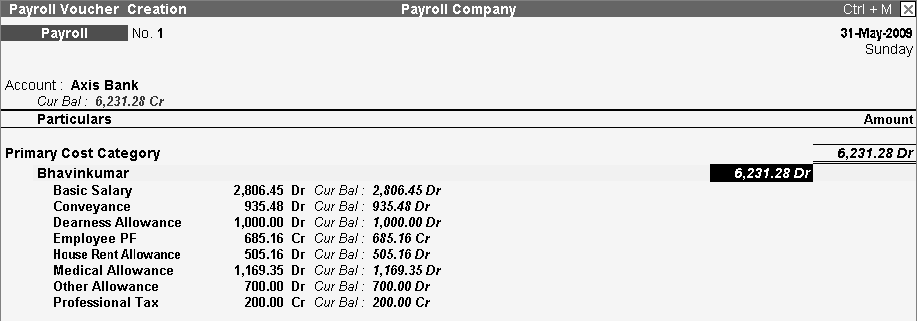 Payroll Voucher Creation Payroll Company Ctrl + M
Payroll No. 1 31-May-2009
Sunday
Account : Axis Bank
Cur Bal : 6,231.28 Cr
Particulars Amount
Primary Cost Category 6,231.28 Dr
Bhavinkumar 6,231.28 Dr
Basic Salary 2,806.45 Dr Cur Bal : 2,806.45 Dr
Conveyance 935.48 Dr Cur Bal : 935.48 Dr
Dearness Allowance 1,000.00 Dr Cur Bal : 1,000.00 Dr
Employee PF 685.16 Cr Cur Bal : 685.16 Cr
House Rent Allowance 505.16 Dr Cur Bal : 505.16 Dr
Medical Allowance 1,169.35 Dr Cur Bal : 1,169.35 Dr
Other Allowance 700.00 Dr Cur Bal : 700.00 Dr
Professional Tax 200.00 Cr Cur Bal : 200.00 Cr